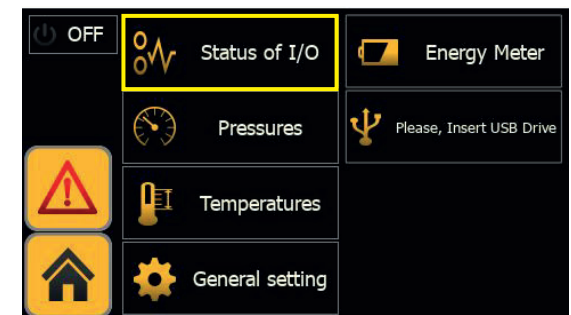 OFF
Status of I/O
Energy Meter
Pressures
Please, Insert USB Drive
Temperatures
General setting